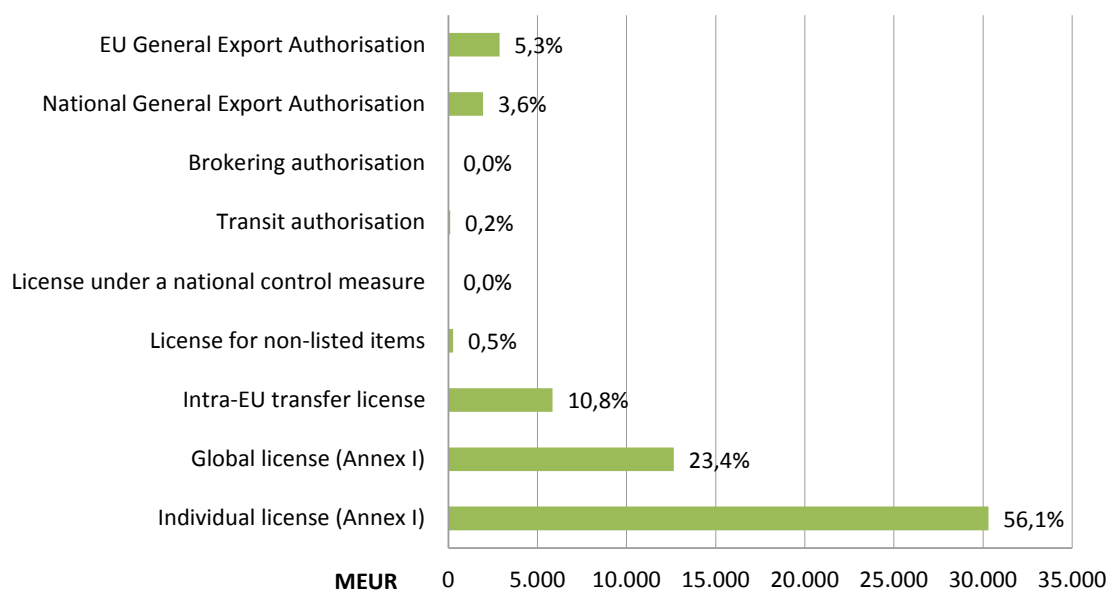 EU General Export Authorisation 5,3%
National General Export Authorisation 3,6%
Brokering authorisation 0,0%
Transit authorisation 0,2%
License under a national control measure 0,0%
License for non-listed items 0,5%
Intra-EU transfer license 10,8%
Global license (Annex I) 23,4%
Individual license (Annex I) 56,1%
MEUR 0 5.000 10.000 15.000 20.000 25.000 30.000 35.000